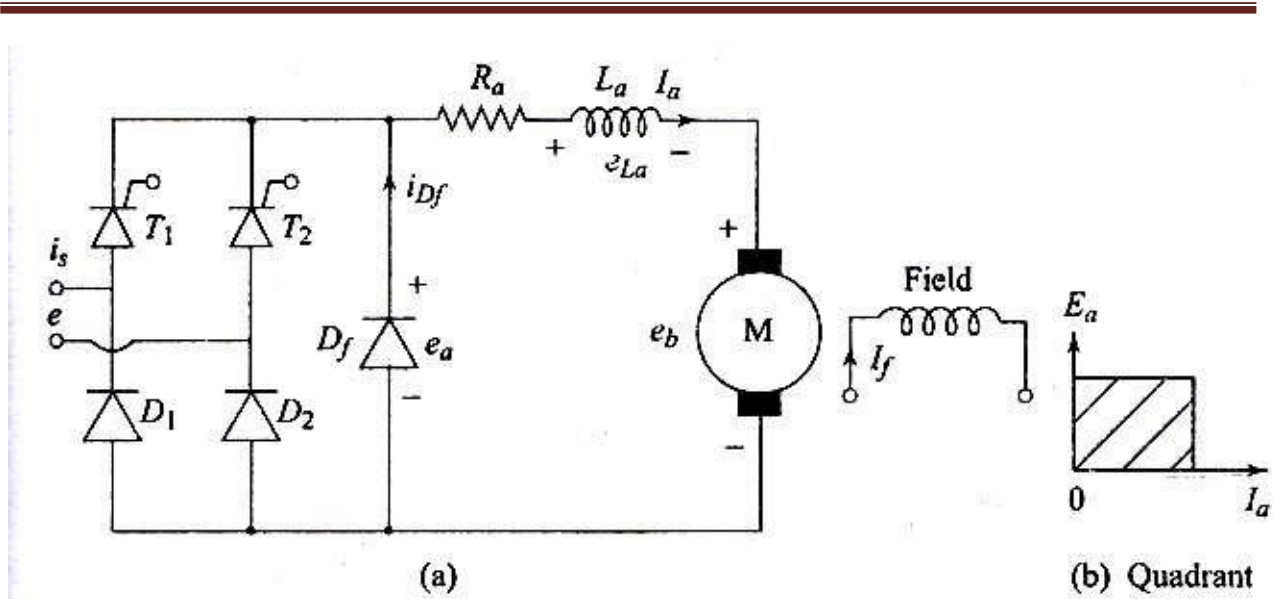 R_a L_a I_a
+ e_La −
i_Df
T_1 T_2
i_s
e
+
D_f e_a
−
D_1 D_2
+
e_b M
−
Field
I_f
E_a
0
I_a
(a)
(b) Quadrant